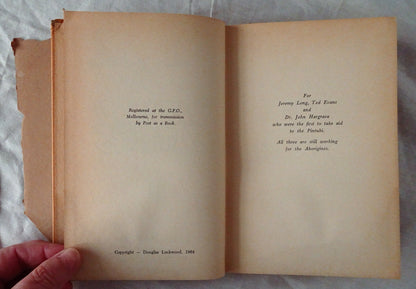 Registered at the G.P.O.,
Melbourne, for transmission
by Post as a Book.
Copyright — Douglas Lockwood, 1964
For
Jeremy Long, Ted Evans
and
Dr. John Hargrave
who were the first to take aid
to the Pintubi.
All three are still working
for the Aborigines.